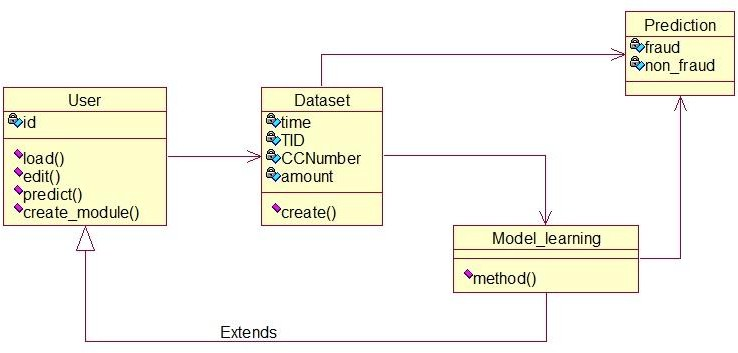 User
id
load()
edit()
predict()
create_module()
Dataset
time
TID
CCNumber
amount
create()
Prediction
fraud
non_fraud
Model_learning
method()
Extends